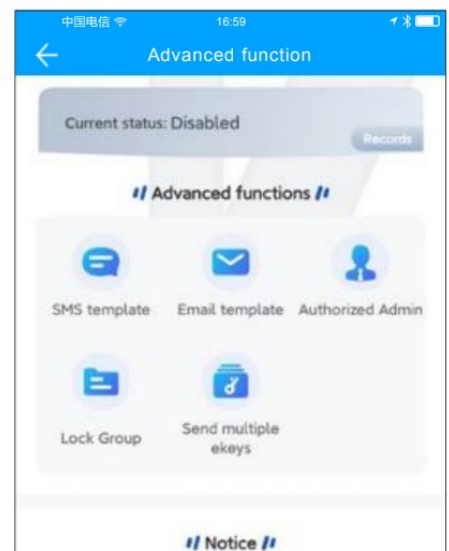 中国电信 16:59
Advanced function
Current status: Disabled
Records
Advanced functions
SMS template Email template Authorized Admin
Lock Group Send multiple
ekeys
Notice